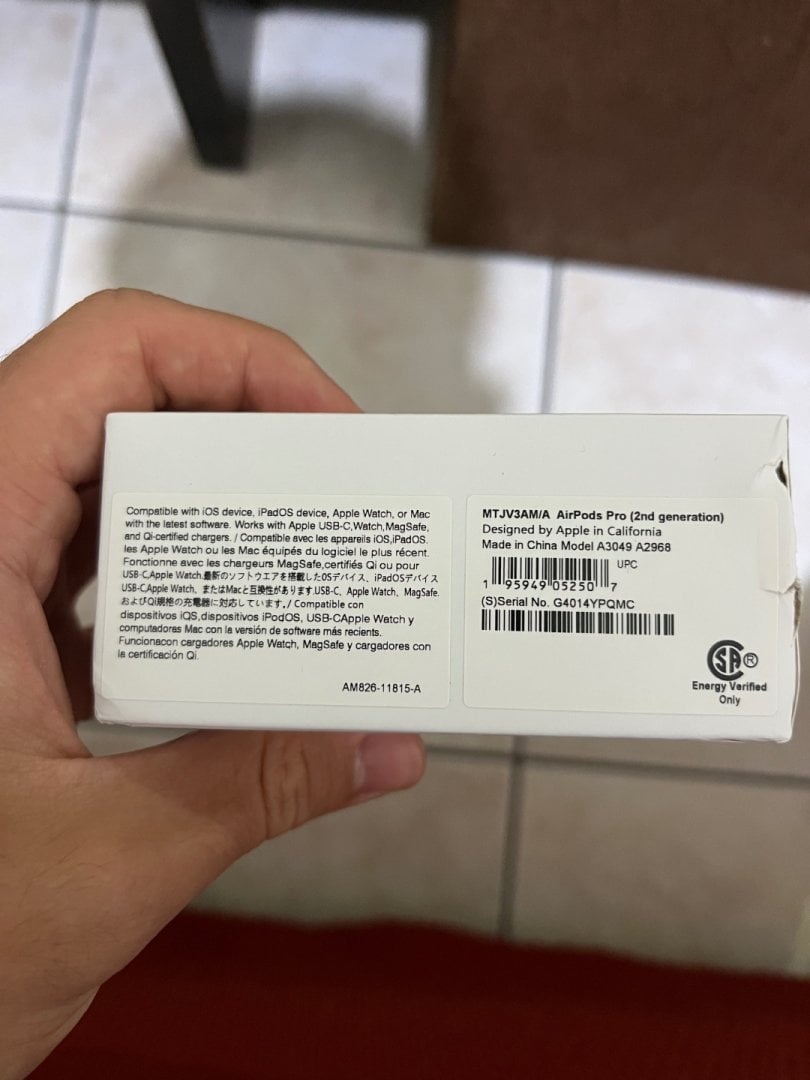 Compatible with iOS device, iPadOS device, Apple Watch, or Mac
with the latest software. Works with Apple USB-C,Watch,MagSafe,
and Qi-certified chargers. / Compatible avec les appareils iOS,iPadOS.
les Apple Watch ou les Mac équipés du logiciel le plus récent.
Fonctionne avec les chargeurs MagSafe,certifiés Qi ou pour
USB-C,Apple Watch.最新のソフトウエアを搭載したOSデバイス、iPadOSデバイス
USB-C,Apple Watch、またはMacと互換性があります.USB-C、Apple Watch、MagSafe.
およびQi規格の充電器に対応しています./ Compatible con
dispositivos iQS,dispositivos iPodOS, USB-CApple Watch y
computadoras Mac con la versión de software más recients.
Funcionacon cargadores Apple Watch, MagSafe y cargadores con
la certificación Qi.
AM826-11815-A
MTJV3AM/A AirPods Pro (2nd generation)
Designed by Apple in California
Made in China Model A3049 A2968
UPC
1 95949 05250 7
(S)Serial No. G4014YPQMC
SA ®
Energy Verified
Only